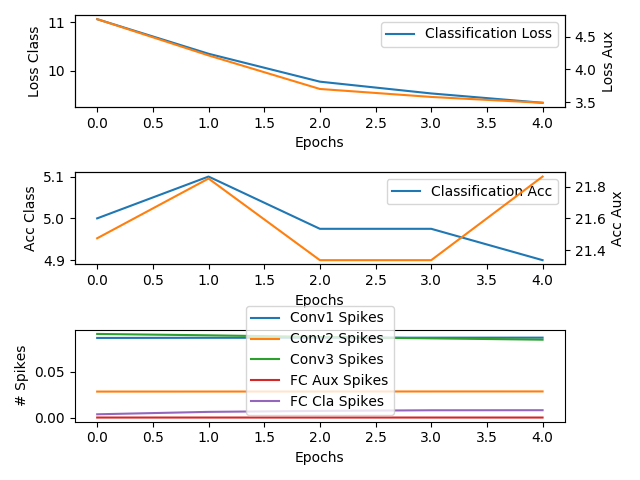 11
10
Loss Class
Classification Loss
4.5
4.0
3.5
Loss Aux
0.0 0.5 1.0 1.5 2.0 2.5 3.0 3.5 4.0
Epochs
5.1
5.0
4.9
Acc Class
Classification Acc
21.8
21.6
21.4
Acc Aux
0.0 0.5 1.0 1.5 2.0 2.5 3.0 3.5 4.0
Epochs
0.05
0.00
# Spikes
Conv1 Spikes
Conv2 Spikes
Conv3 Spikes
FC Aux Spikes
FC Cla Spikes
0.0 0.5 1.0 1.5 2.0 2.5 3.0 3.5 4.0
Epochs